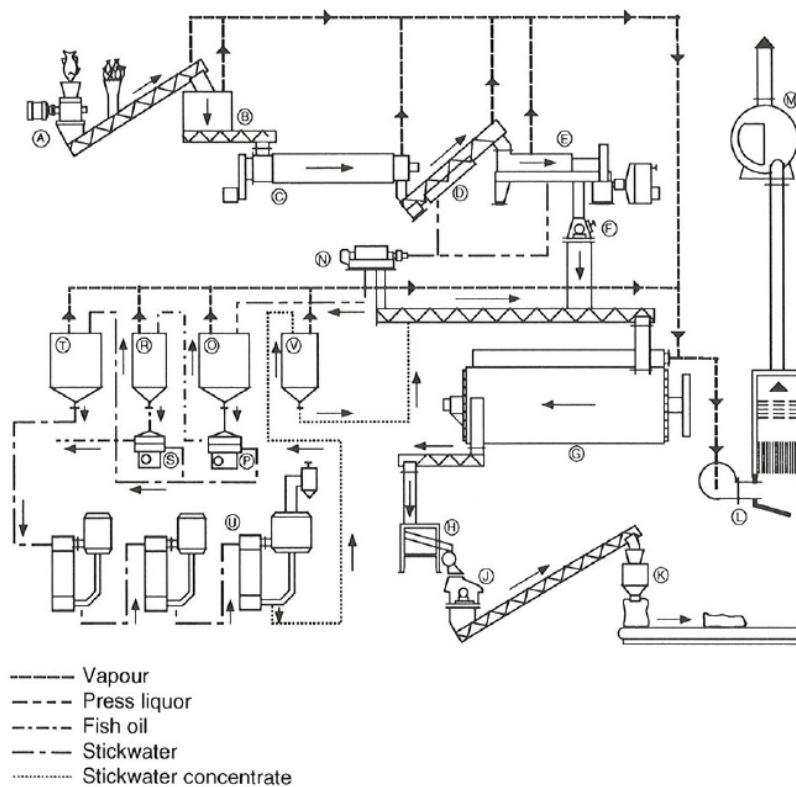 M
A
B
E
C
D
F
N
T
R
O
V
S
P
G
L
U
H
J
K
Vapour
Press liquor
Fish oil
Stickwater
Stickwater concentrate